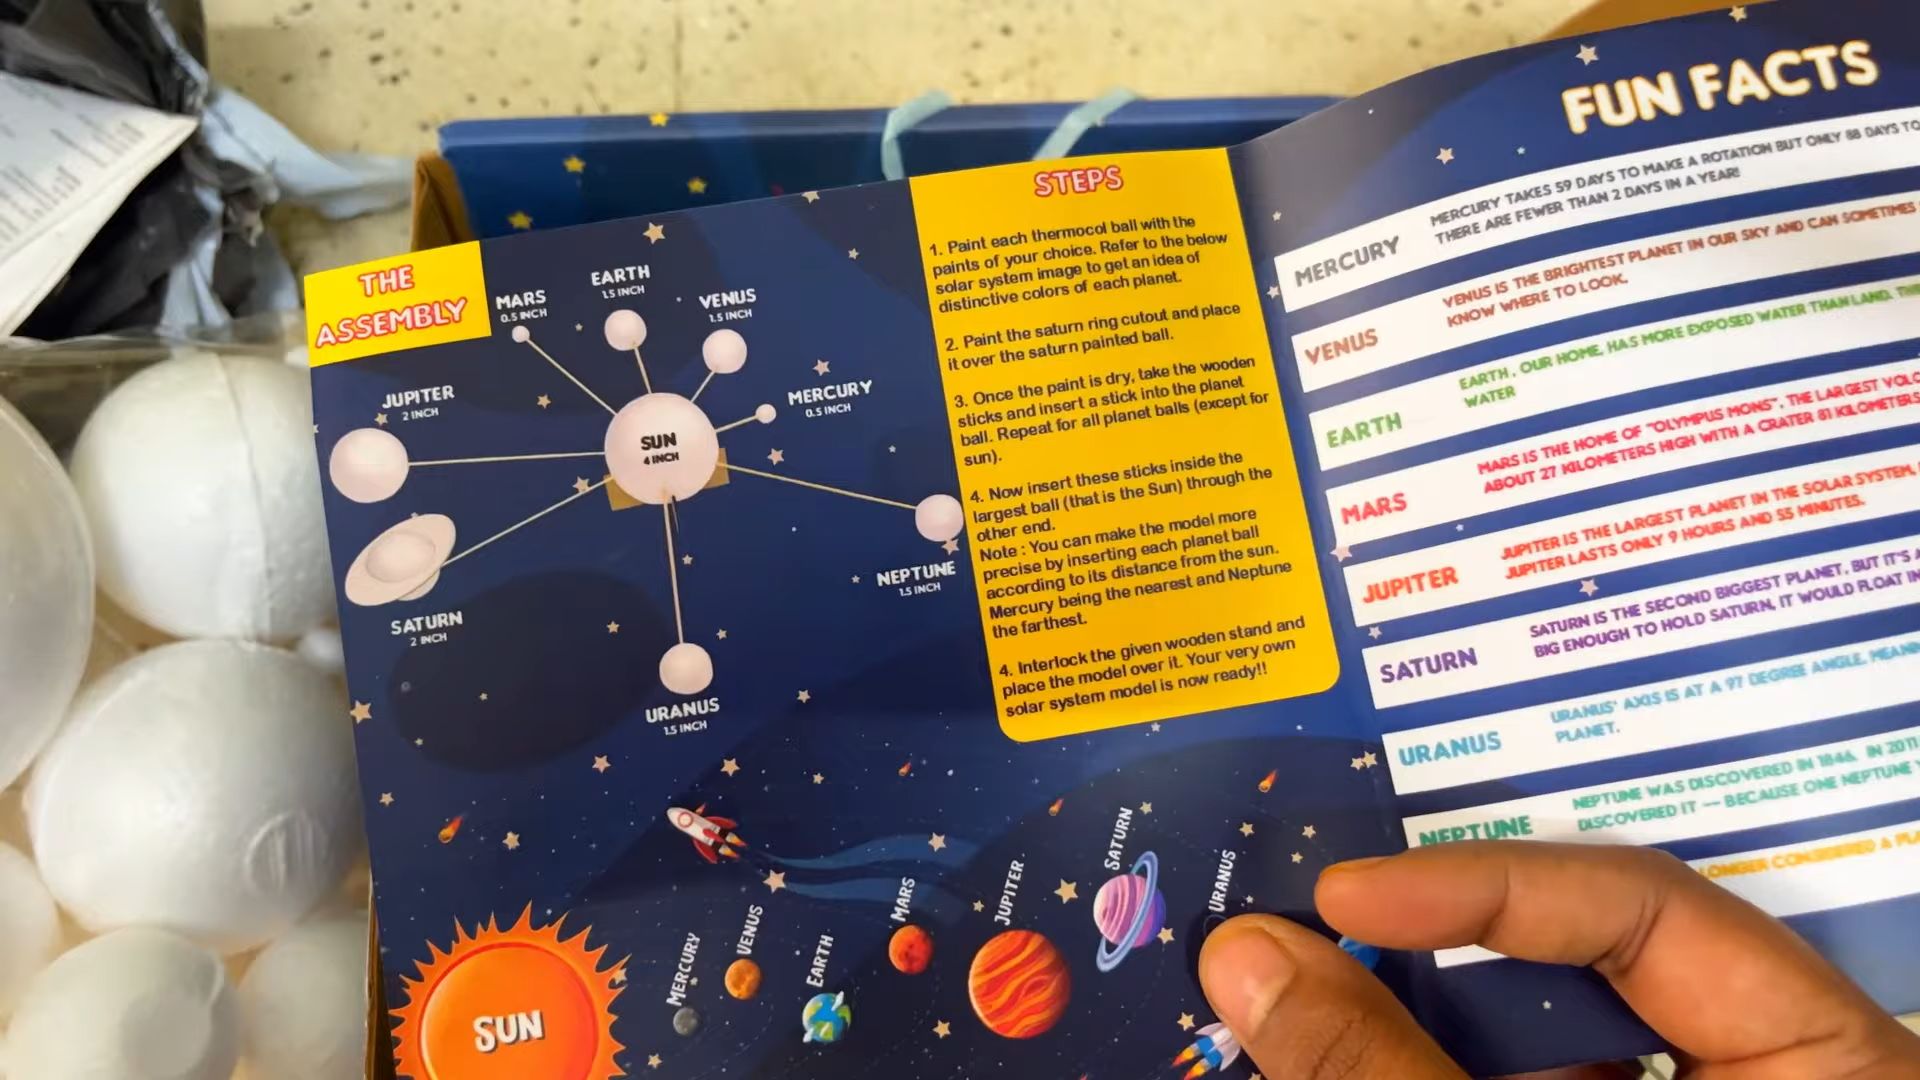 THE
ASSEMBLY
MARS
0.5 INCH
EARTH
1.5 INCH
VENUS
1.5 INCH
MERCURY
0.5 INCH
JUPITER
2 INCH
SUN
4 INCH
NEPTUNE
1.5 INCH
SATURN
2 INCH
URANUS
1.5 INCH
STEPS
1. Paint each thermocol ball with the
paints of your choice. Refer to the below
solar system image to get an idea of
distinctive colors of each planet.
2. Paint the saturn ring cutout and place
it over the saturn painted ball.
3. Once the paint is dry, take the wooden
sticks and insert a stick into the planet
ball. Repeat for all planet balls (except for
sun).
4. Now insert these sticks inside the
largest ball (that is the Sun) through the
other end.
Note : You can make the model more
precise by inserting each planet ball
according to its distance from the sun.
Mercury being the nearest and Neptune
the farthest.
4. Interlock the given wooden stand and
place the model over it. Your very own
solar system model is now ready!!
SUN
MERCURY
VENUS
EARTH
MARS
JUPITER
SATURN
URANUS
FUN FACTS
MERCURY
MERCURY TAKES 59 DAYS TO MAKE A ROTATION BUT ONLY 88 DAYS TO
THERE ARE FEWER THAN 2 DAYS IN A YEAR!
VENUS
VENUS IS THE BRIGHTEST PLANET IN OUR SKY AND CAN SOMETIMES
KNOW WHERE TO LOOK.
EARTH
EARTH , OUR HOME, HAS MORE EXPOSED WATER THAN LAND.
WATER
MARS
MARS IS THE HOME OF "OLYMPUS MONS", THE LARGEST
ABOUT 27 KILOMETERS HIGH WITH A CRATER 81 KILOMETERS
JUPITER
JUPITER IS THE LARGEST PLANET IN THE SOLAR SYSTEM,
JUPITER LASTS ONLY 9 HOURS AND 55 MINUTES.
SATURN
SATURN IS THE SECOND BIGGEST PLANET, BUT IT'S
BIG ENOUGH TO HOLD SATURN, IT WOULD FLOAT IN
URANUS
URANUS' AXIS IS AT A 97 DEGREE ANGLE,
PLANET.
NEPTUNE
NEPTUNE WAS DISCOVERED IN 1846. IN 2011
DISCOVERED IT — BECAUSE ONE NEPTUNE
LONGER CONSIDERED A